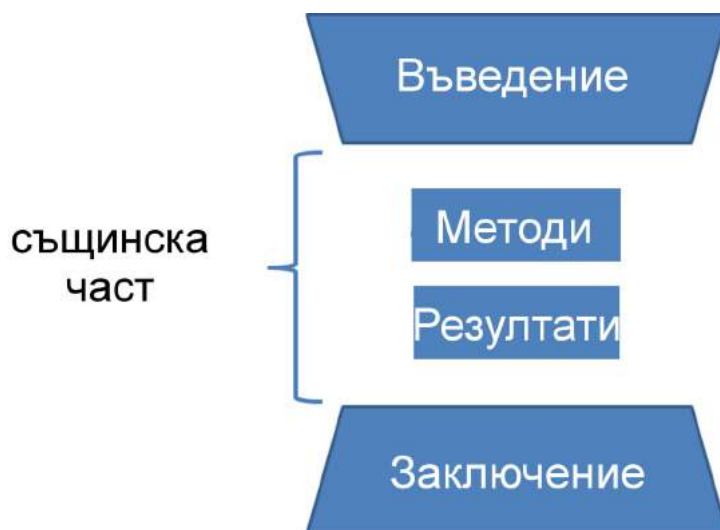 Въведение
същинска
част
Методи
Резултати
Заключение